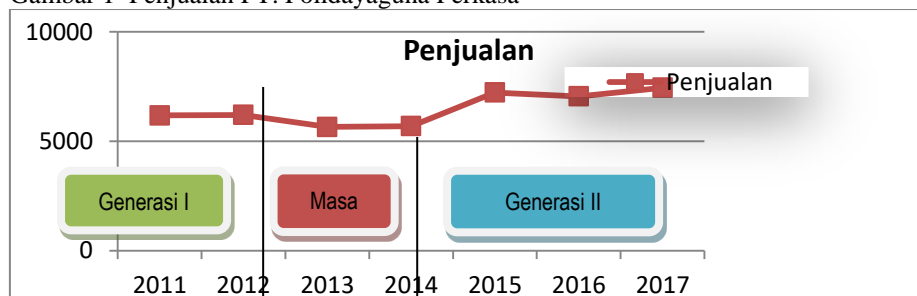 Gambar 1 Penjualan PT. Pondayaguna Perkasa
Penjualan
10000
Penjualan
5000
Generasi I
Masa
Generasi II
0
2011 2012 2013 2014 2015 2016 2017